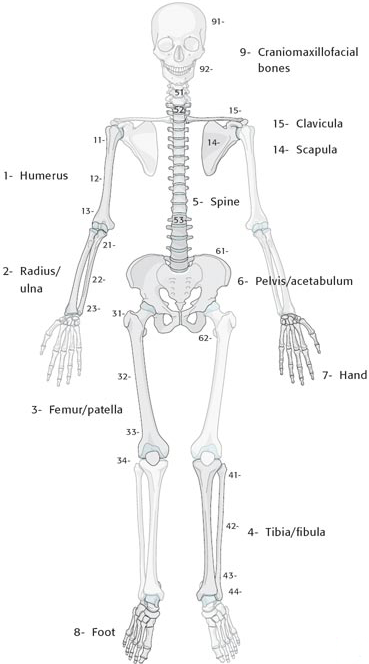 91-
9- Craniomaxillofacial
bones
92-
51-
52-
15-
15- Clavicula
11-
14-
14- Scapula
1- Humerus
12-
5- Spine
13-
53-
21-
61-
2- Radius/
ulna
22-
6- Pelvis/acetabulum
23-
31-
62-
32-
7- Hand
3- Femur/patella
33-
34-
41-
42-
4- Tibia/fibula
43-
44-
8- Foot